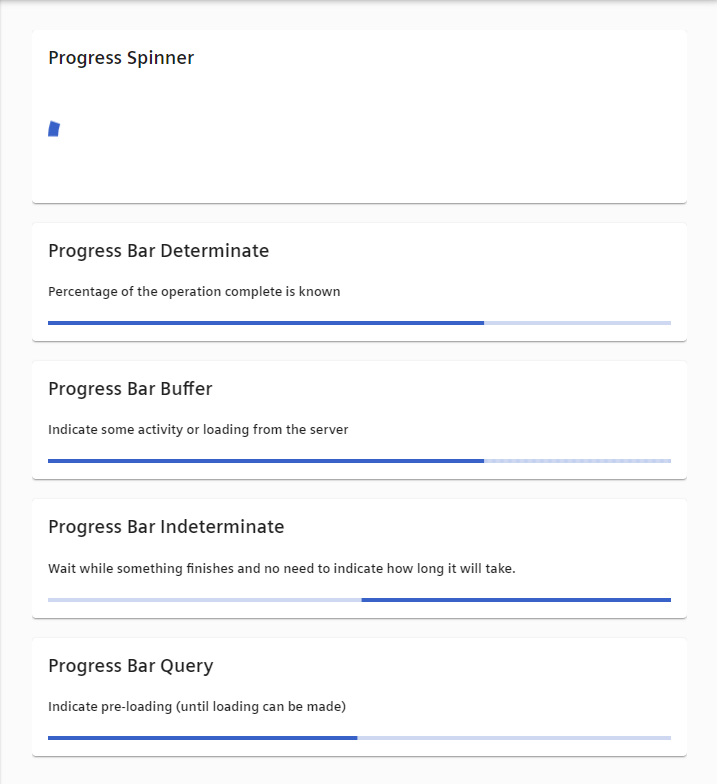 Progress Spinner
Progress Bar Determinate
Percentage of the operation complete is known
Progress Bar Buffer
Indicate some activity or loading from the server
Progress Bar Indeterminate
Wait while something finishes and no need to indicate how long it will take.
Progress Bar Query
Indicate pre-loading (until loading can be made)